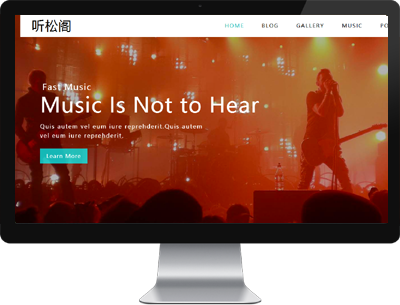 听松阁
HOME BLOG GALLERY MUSIC
Fast Music
Music Is Not to Hear
Quis autem vel eum iure reprehderit.Quis autem
vel eum iure reprehderit.
Learn More